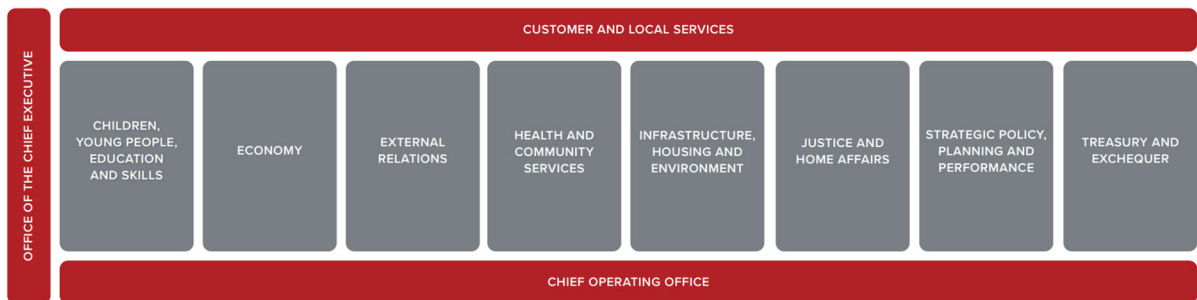 OFFICE OF THE CHIEF EXECUTIVE
CUSTOMER AND LOCAL SERVICES
CHILDREN,
YOUNG PEOPLE,
EDUCATION
AND SKILLS
ECONOMY
EXTERNAL
RELATIONS
HEALTH AND
COMMUNITY
SERVICES
INFRASTRUCTURE,
HOUSING AND
ENVIRONMENT
JUSTICE AND
HOME AFFAIRS
STRATEGIC POLICY,
PLANNING AND
PERFORMANCE
TREASURY AND
EXCHEQUER
CHIEF OPERATING OFFICE